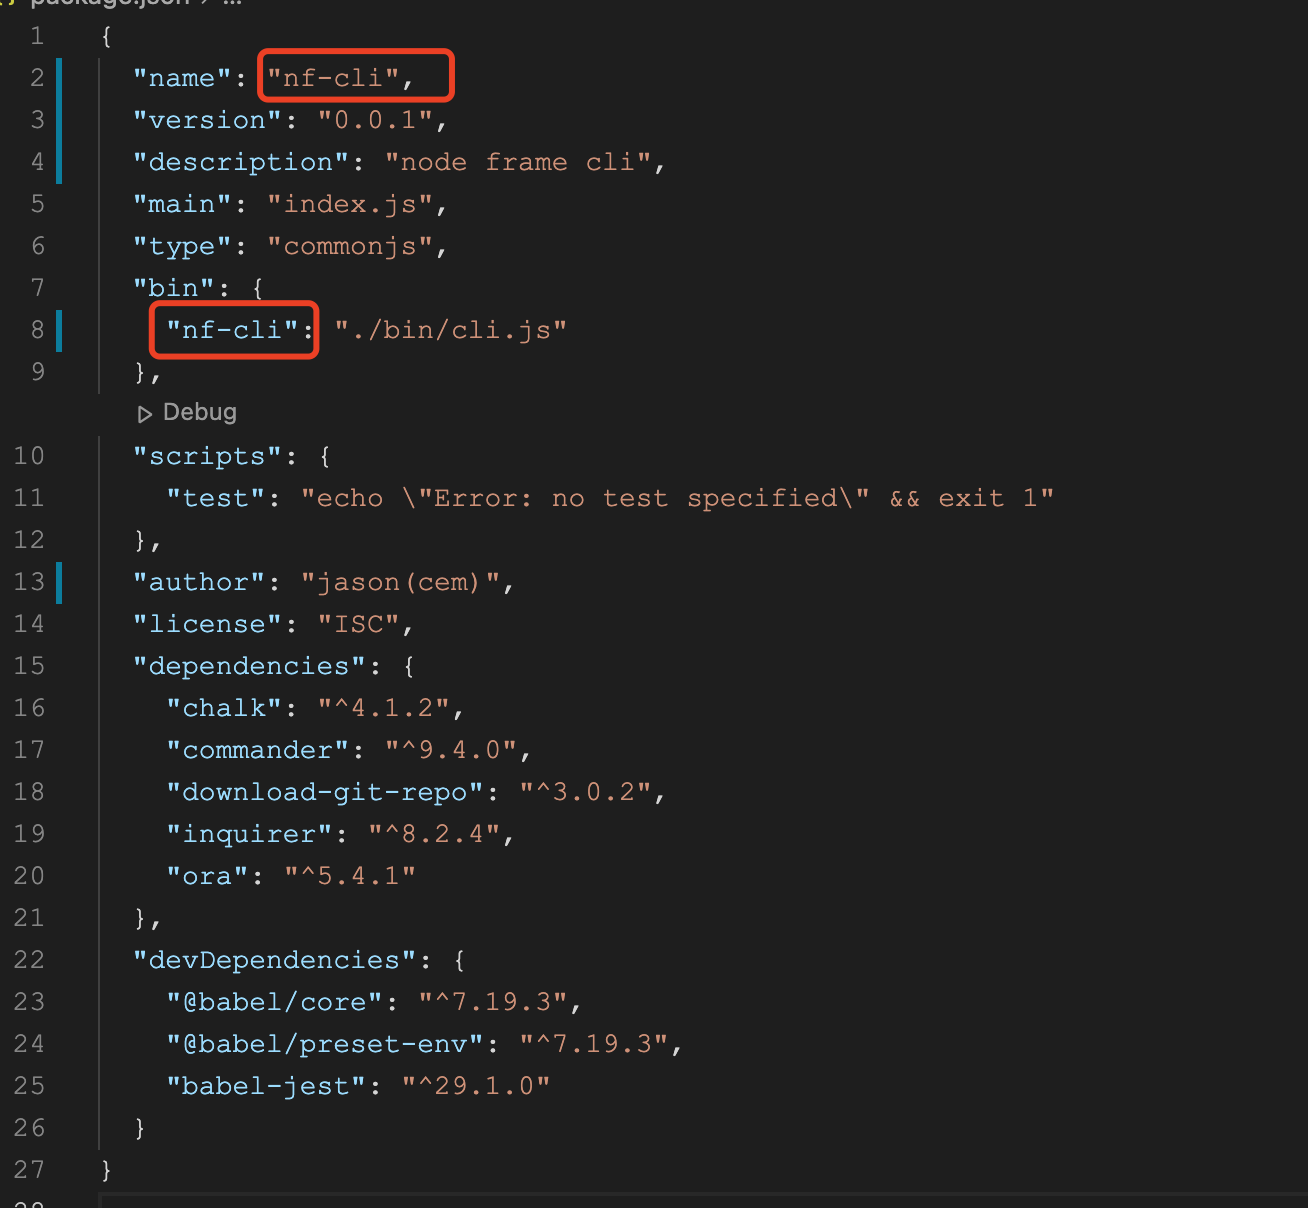 package.json > ...
1 {
2 "name": "nf-cli",
3 "version": "0.0.1",
4 "description": "node frame cli",
5 "main": "index.js",
6 "type": "commonjs",
7 "bin": {
8 "nf-cli": "./bin/cli.js"
9 },
Debug
10 "scripts": {
11 "test": "echo \"Error: no test specified\" && exit 1"
12 },
13 "author": "jason(cem)",
14 "license": "ISC",
15 "dependencies": {
16 "chalk": "^4.1.2",
17 "commander": "^9.4.0",
18 "download-git-repo": "^3.0.2",
19 "inquirer": "^8.2.4",
20 "ora": "^5.4.1"
21 },
22 "devDependencies": {
23 "@babel/core": "^7.19.3",
24 "@babel/preset-env": "^7.19.3",
25 "babel-jest": "^29.1.0"
26 }
27 }
28